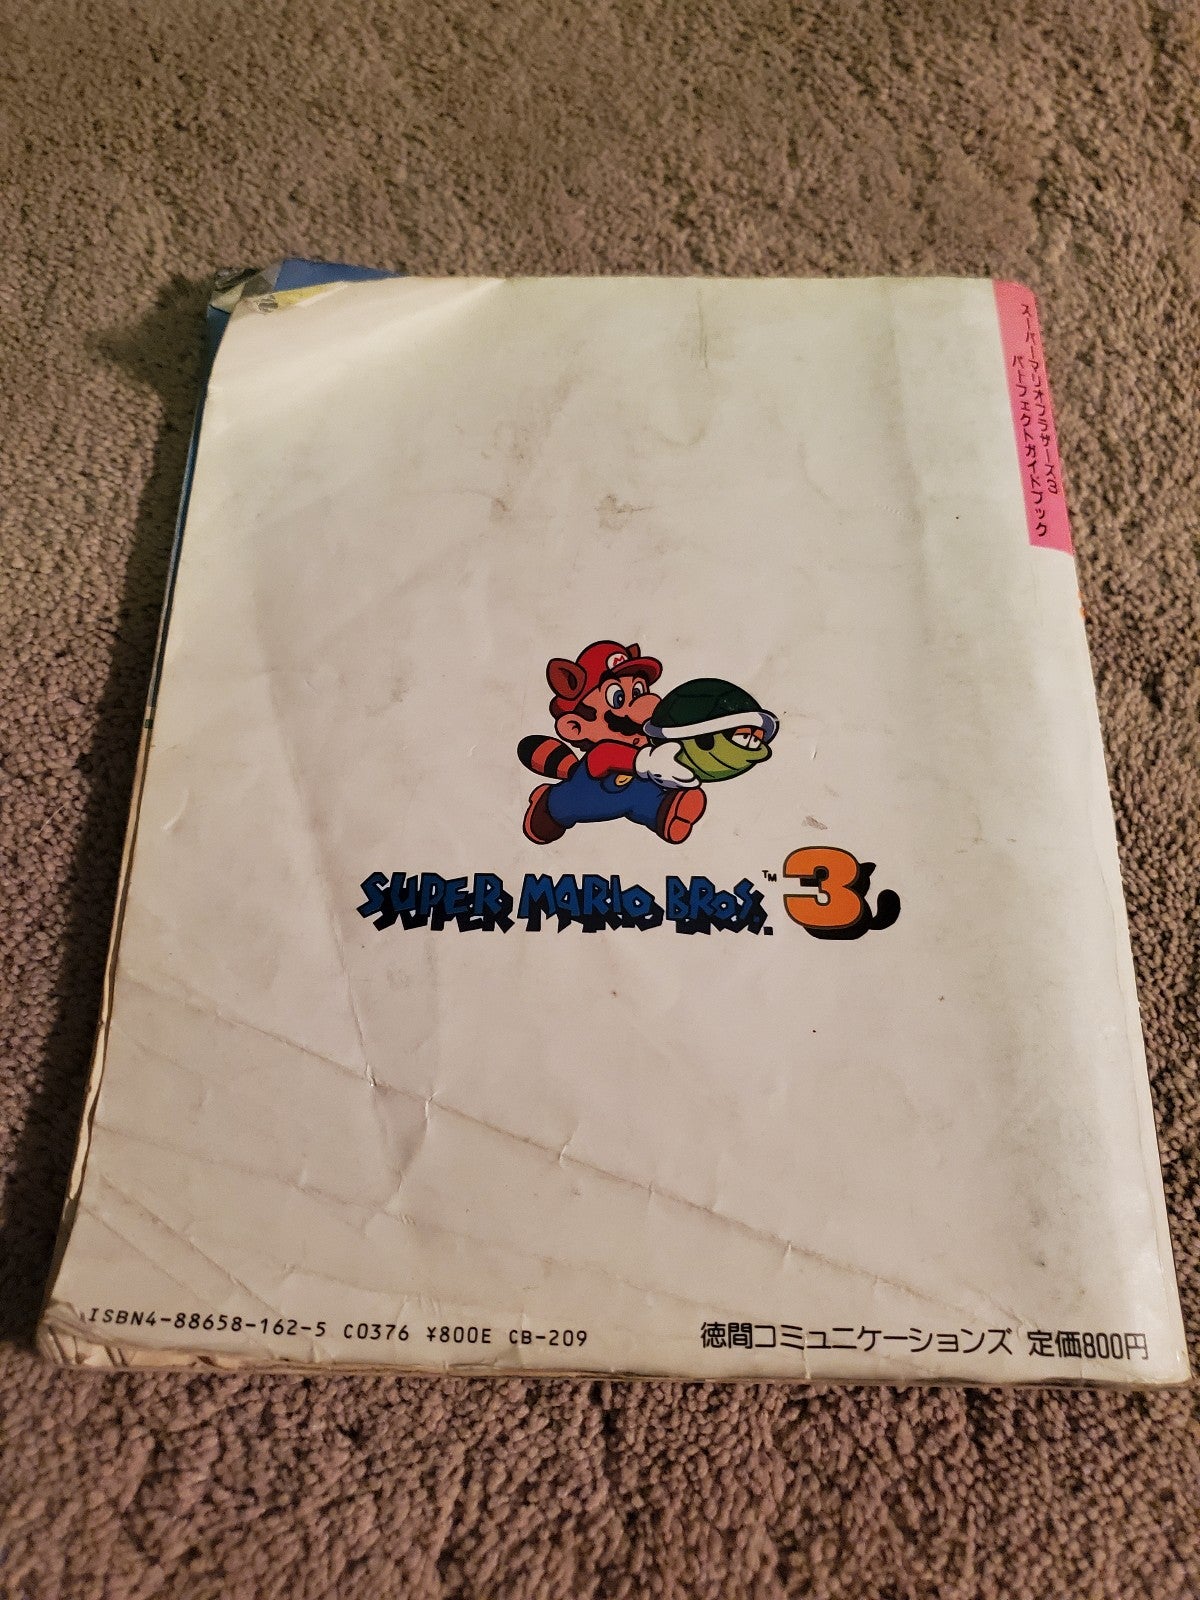 スーパーマリオブラザーズ3
パーフェクトガイドブック
M
SUPER MARIO BROS.™ 3
ISBN4-88658-162-5 C0376 ¥800E CB-209
徳間コミュニケーションズ 定価800円